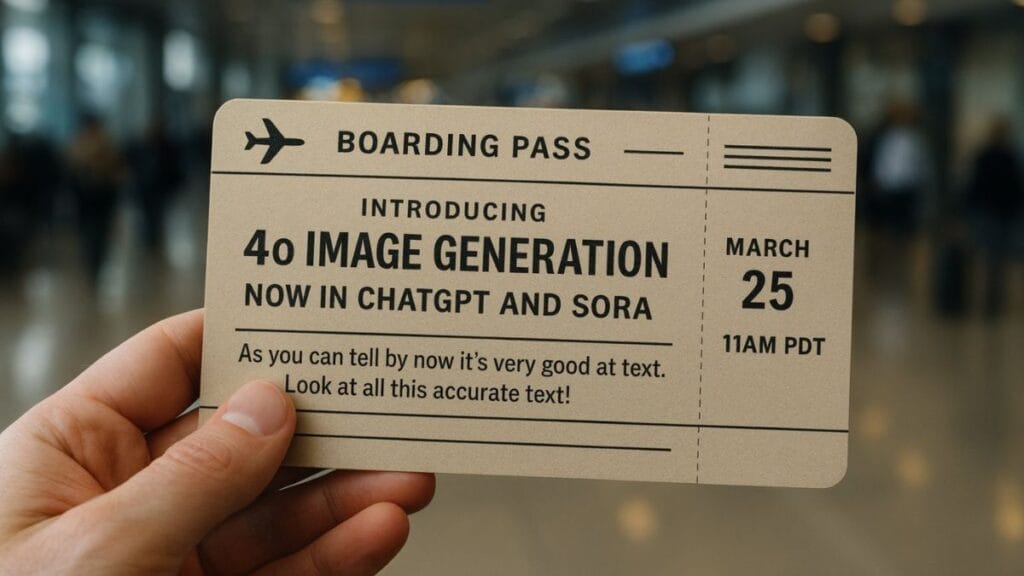 BOARDING PASS
INTRODUCING
4o IMAGE GENERATION
NOW IN CHATGPT AND SORA
As you can tell by now it's very good at text.
Look at all this accurate text!
MARCH
25
11AM PDT